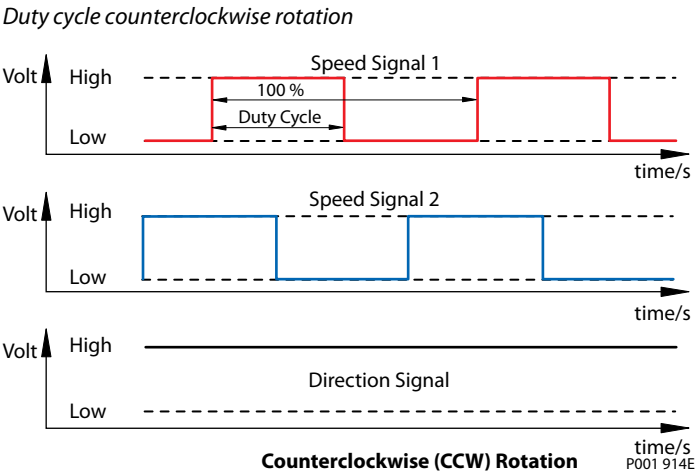 Duty cycle counterclockwise rotation
Speed Signal 1
Volt High
100 %
Duty Cycle
Low
time/s
Speed Signal 2
Volt High
Low
time/s
Volt High
Direction Signal
Low
time/s
Counterclockwise (CCW) Rotation
P001 914E